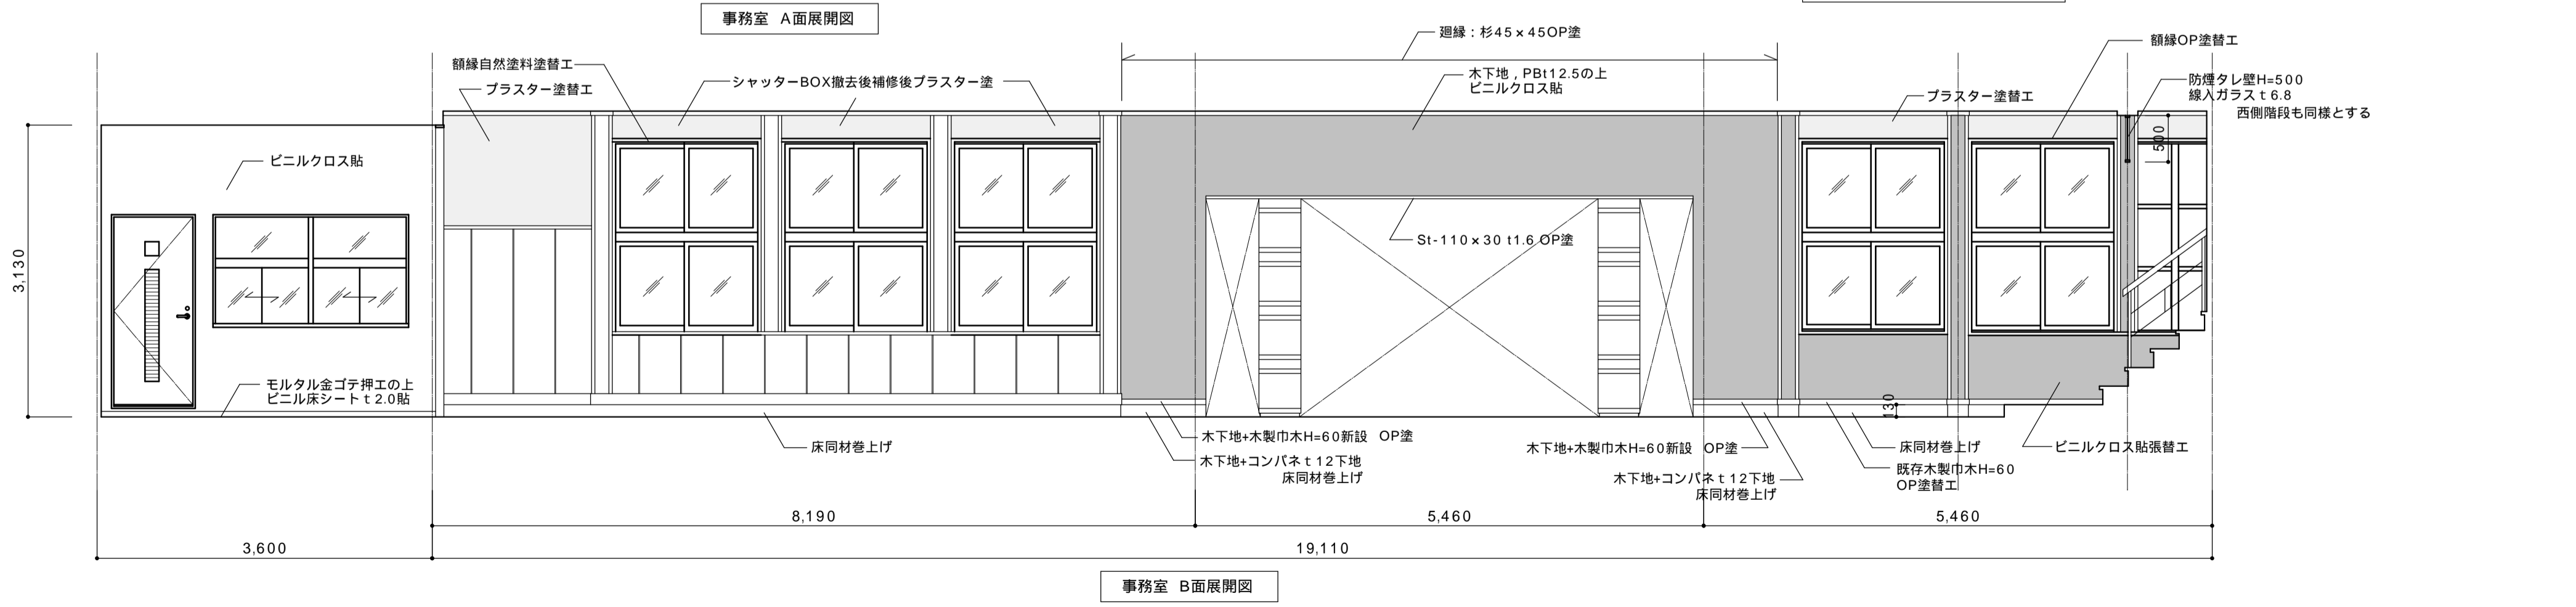 事務室 A面展開図
廻縁：杉45×45OP塗
額縁OP塗替エ
額縁自然塗料塗替エ
プラスター塗替エ
シャッターBOX撤去後補修後プラスター塗
木下地，PBt12.5の上
ビニルクロス貼
プラスター塗替エ
防煙タレ壁H=500
線入ガラスｔ6.8
西側階段も同様とする
500
ビニルクロス貼
3,130
St-110×30 t1.6 OP塗
モルタル金ゴテ押エの上
ビニル床シートｔ2.0貼
130
床同材巻上げ
木下地+木製巾木H=60新設 OP塗
木下地+コンパネｔ12下地
床同材巻上げ
木下地+木製巾木H=60新設 OP塗
木下地+コンパネｔ12下地
床同材巻上げ
床同材巻上げ
既存木製巾木H=60
OP塗替エ
ビニルクロス貼張替エ
8,190
5,460
5,460
3,600
19,110
事務室 B面展開図